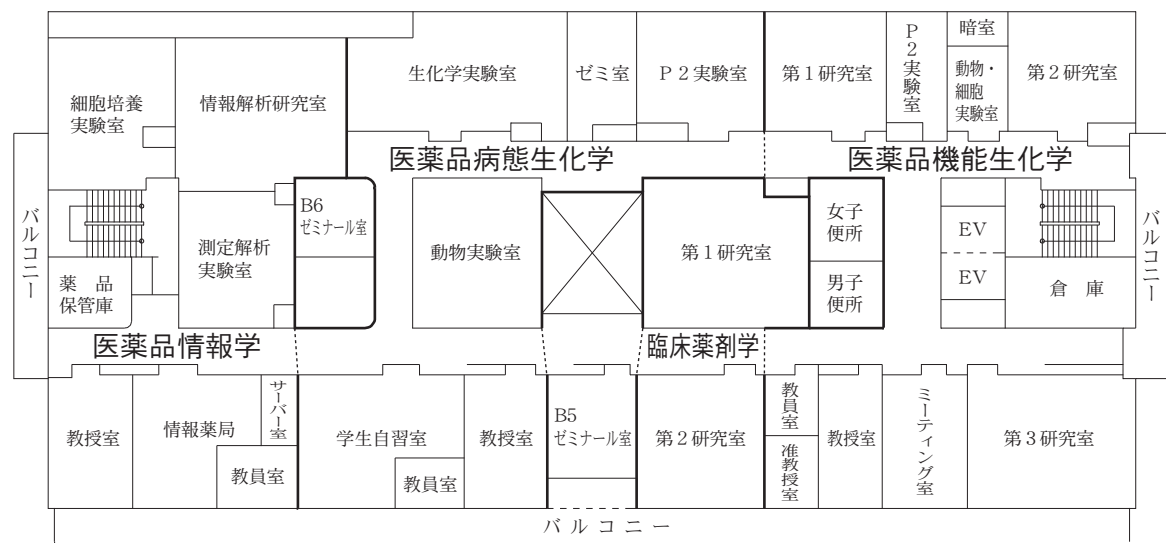 細胞培養
実験室
情報解析研究室
生化学実験室
ゼミ室
P2実験室
第1研究室
P2実験室
暗室
動物・
細胞
実験室
第2研究室
医薬品病態生化学
医薬品機能生化学
バルコニー
B6
ゼミナール室
測定解析
実験室
動物実験室
第1研究室
女子
便所
男子
便所
EV
EV
倉庫
バルコニー
薬品
保管庫
医薬品情報学
臨床薬剤学
教授室
情報薬局
サーバー室
教員室
学生自習室
教員室
教授室
B5
ゼミナール室
第2研究室
教員室
准教授室
教授室
ミーティング室
第3研究室
バルコニー